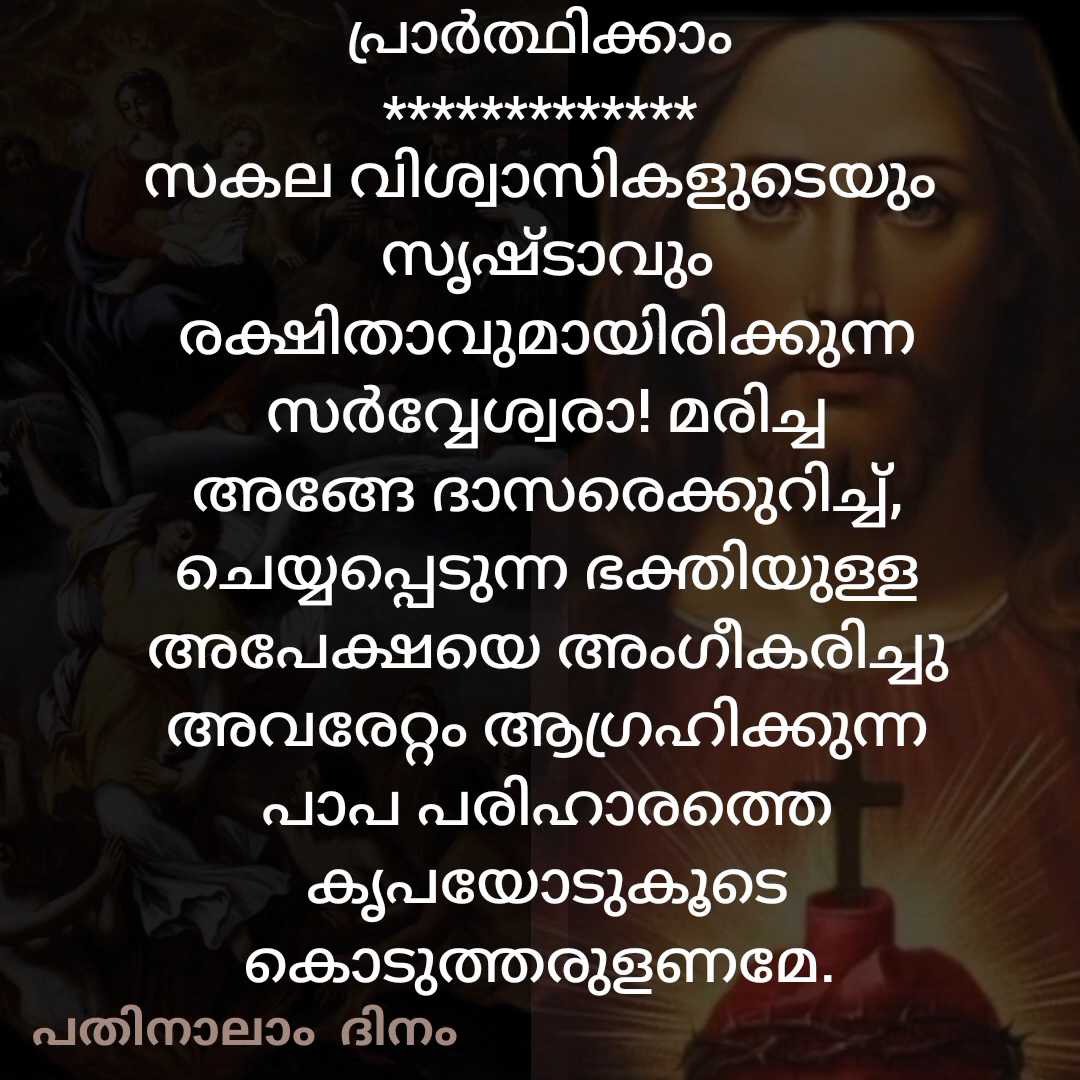 പ്രാർത്ഥിക്കാം
*************
സകല വിശ്വാസികളുടെയും
സൃഷ്ടാവും
രക്ഷിതാവുമായിരിക്കുന്ന
സർവ്വേശ്വരാ! മരിച്ച
അങ്ങേ ദാസരെക്കുറിച്ച്,
ചെയ്യപ്പെടുന്ന ഭക്തിയുള്ള
അപേക്ഷയെ അംഗീകരിച്ചു
അവരേറ്റം ആഗ്രഹിക്കുന്ന
പാപ പരിഹാരത്തെ
കൃപയോടുകൂടെ
കൊടുത്തരുളണമേ.
പതിനാലാം ദിനം